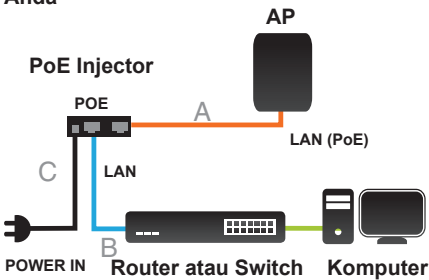 Anda
AP
PoE Injector
POE
A
LAN (PoE)
C
LAN
B
POWER IN
Router atau Switch
Komputer